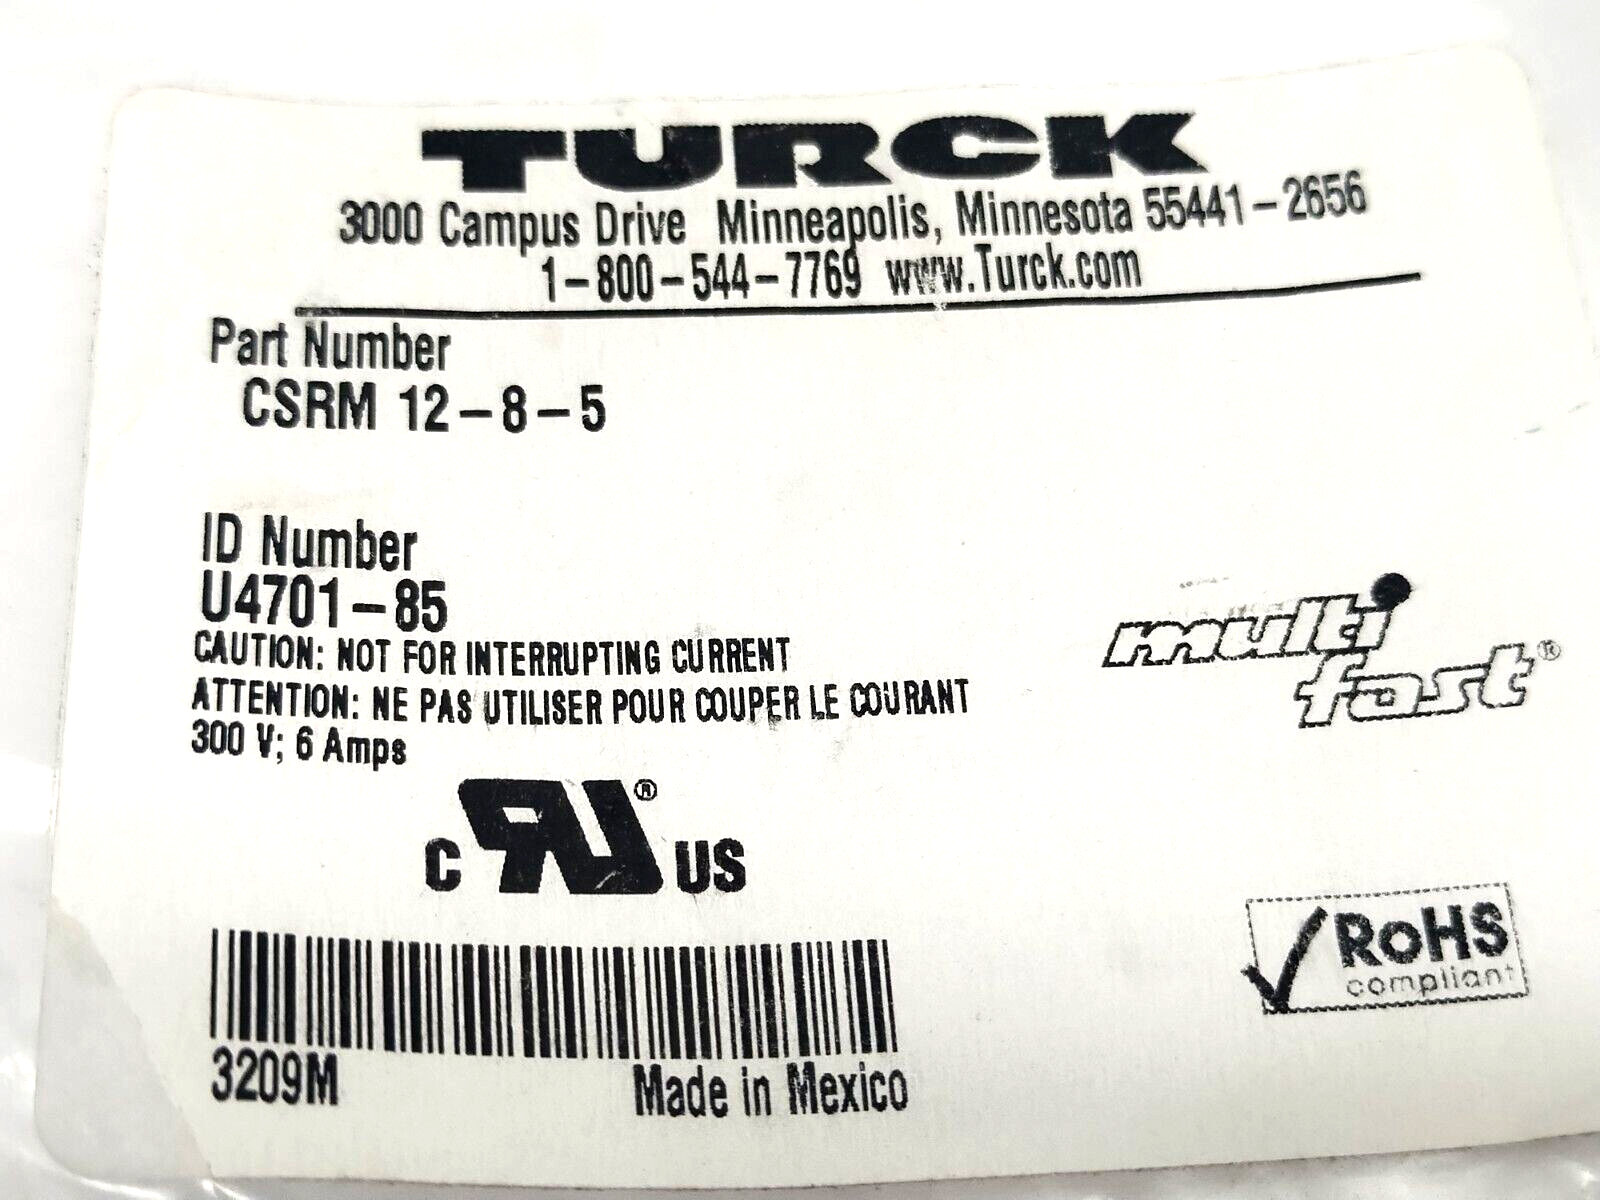 TURCK
3000 Campus Drive Minneapolis, Minnesota 55441-2656
1-800-544-7769 www.Turck.com
Part Number
CSRM 12-8-5
ID Number
U4701-85
CAUTION: NOT FOR INTERRUPTING CURRENT
ATTENTION: NE PAS UTILISER POUR COUPER LE COURANT
300 V; 6 Amps
multi
fast®
C RU® US
RoHS
compliant
3209M
Made in Mexico